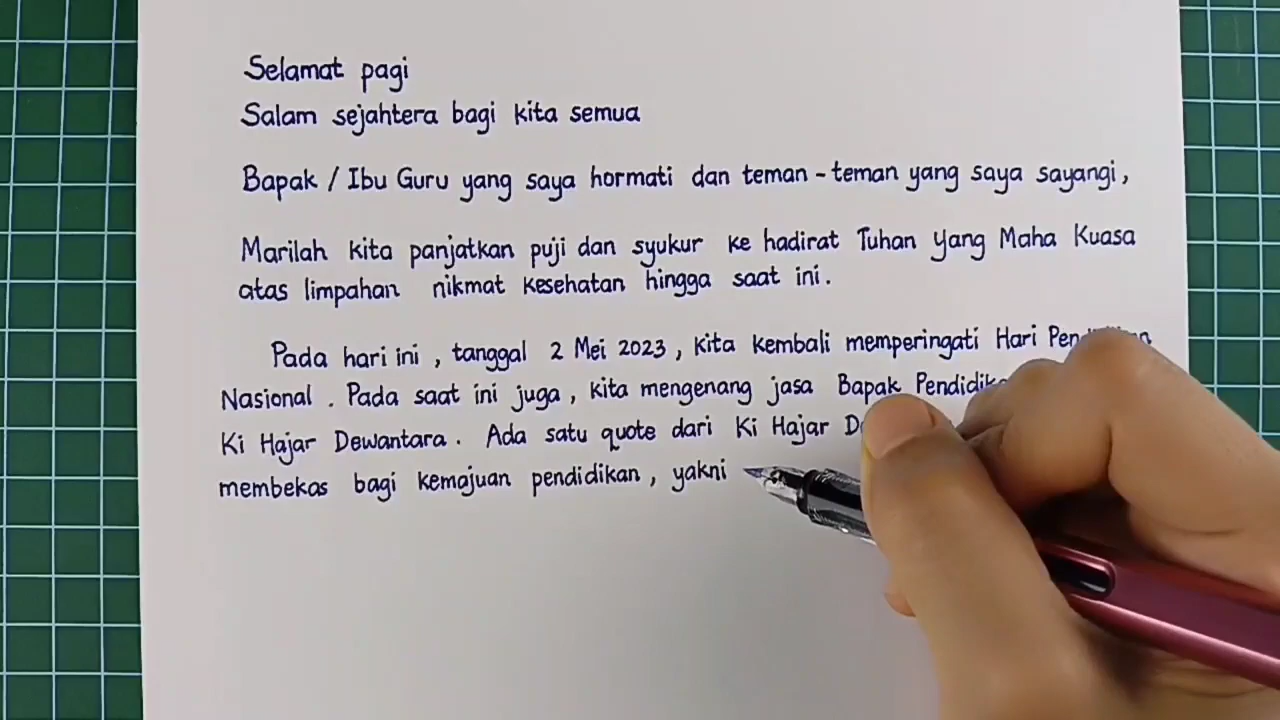 Selamat pagi
Salam sejahtera bagi kita semua
Bapak / Ibu Guru yang saya hormati dan teman - teman yang saya sayangi,
Marilah kita panjatkan puji dan syukur ke hadirat Tuhan Yang Maha Kuasa
atas limpahan nikmat kesehatan hingga saat ini.
Pada hari ini, tanggal 2 Mei 2023, kita kembali memperingati Hari
Nasional. Pada saat ini juga, kita mengenang jasa Bapak
Ki Hajar Dewantara. Ada satu quote dari Ki Hajar
membekas bagi kemajuan pendidikan, yakni